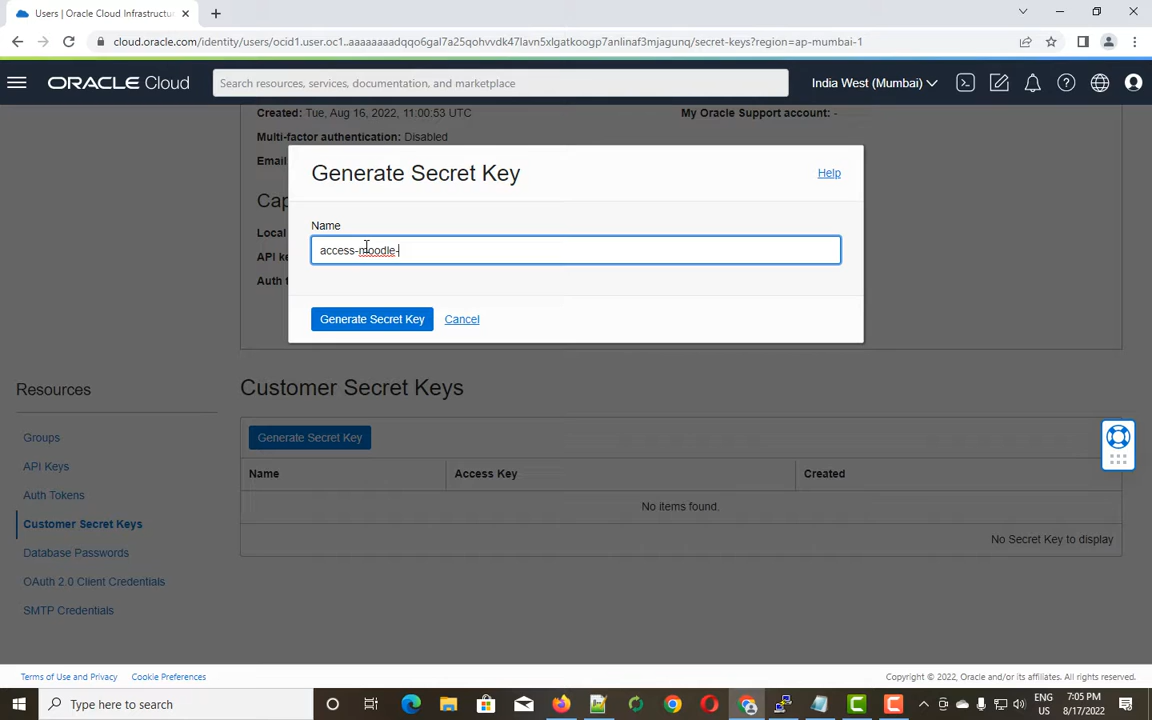 Users | Oracle Cloud Infrastructu
cloud.oracle.com/identity/users/ocid1.user.oc1..aaaaaaaadqqo6gal7a25qohvvdk47lavn5xlgatkoogp7anlinaf3mjagunq/secret-keys?region=ap-mumbai-1
ORACLE Cloud
Search resources, services, documentation, and marketplace
India West (Mumbai)
Created: Tue, Aug 16, 2022, 11:00:53 UTC
My Oracle Support account: -
Multi-factor authentication: Disabled
Email
Generate Secret Key
Help
Cap
Name
Local
access-moodle-
API ke
Auth t
Generate Secret Key
Cancel
Resources
Customer Secret Keys
Groups
Generate Secret Key
API Keys
Name
Access Key
Created
Auth Tokens
No items found.
Customer Secret Keys
No Secret Key to display
Database Passwords
OAuth 2.0 Client Credentials
SMTP Credentials
Terms of Use and Privacy
Cookie Preferences
Copyright © 2022, Oracle and/or its affiliates. All rights reserved.
Type here to search
ENG
US
7:05 PM
8/17/2022